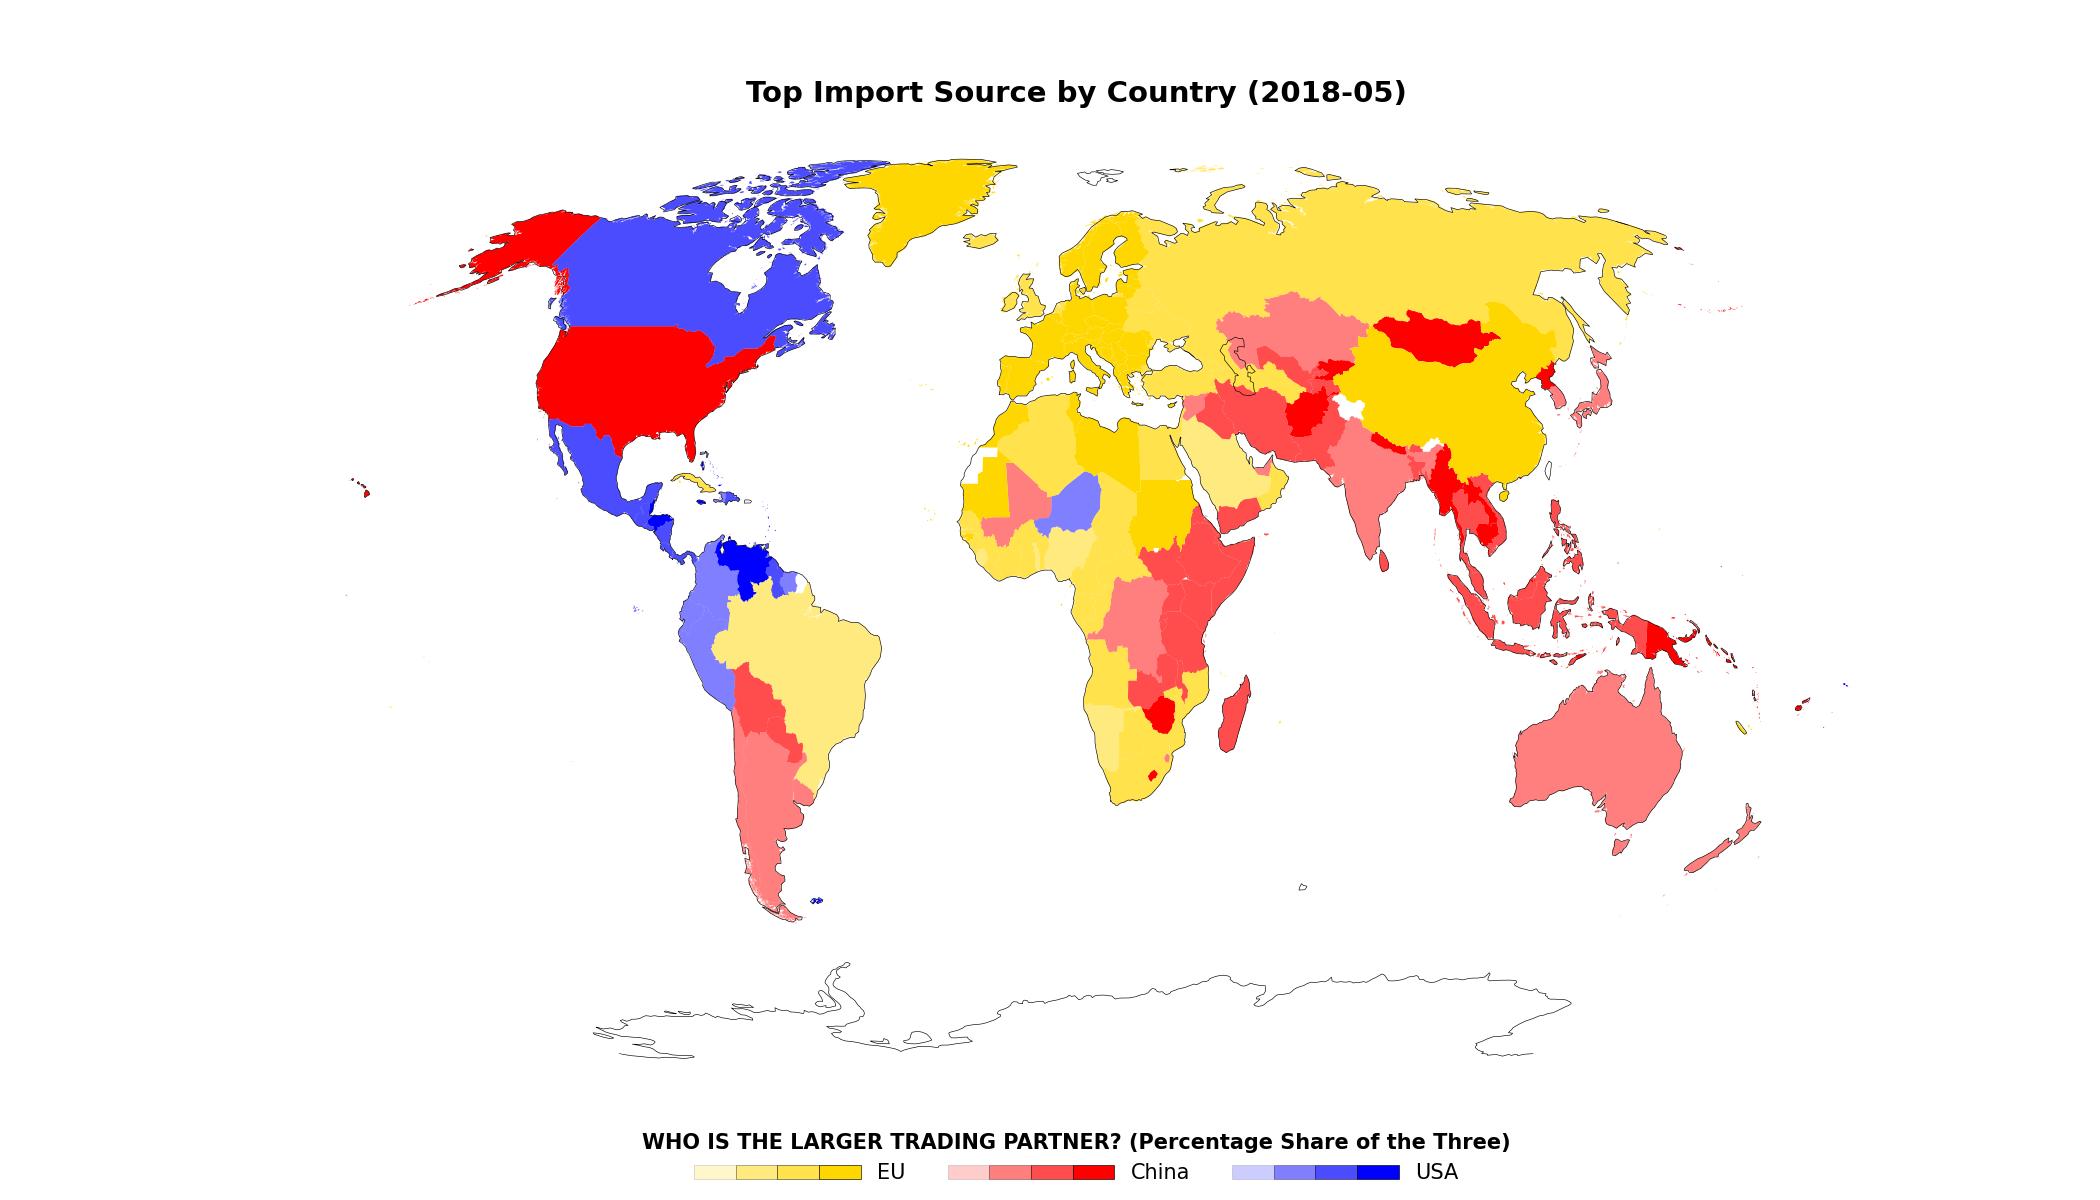 Top Import Source by Country (2018-05)
WHO IS THE LARGER TRADING PARTNER? (Percentage Share of the Three)
EU China USA